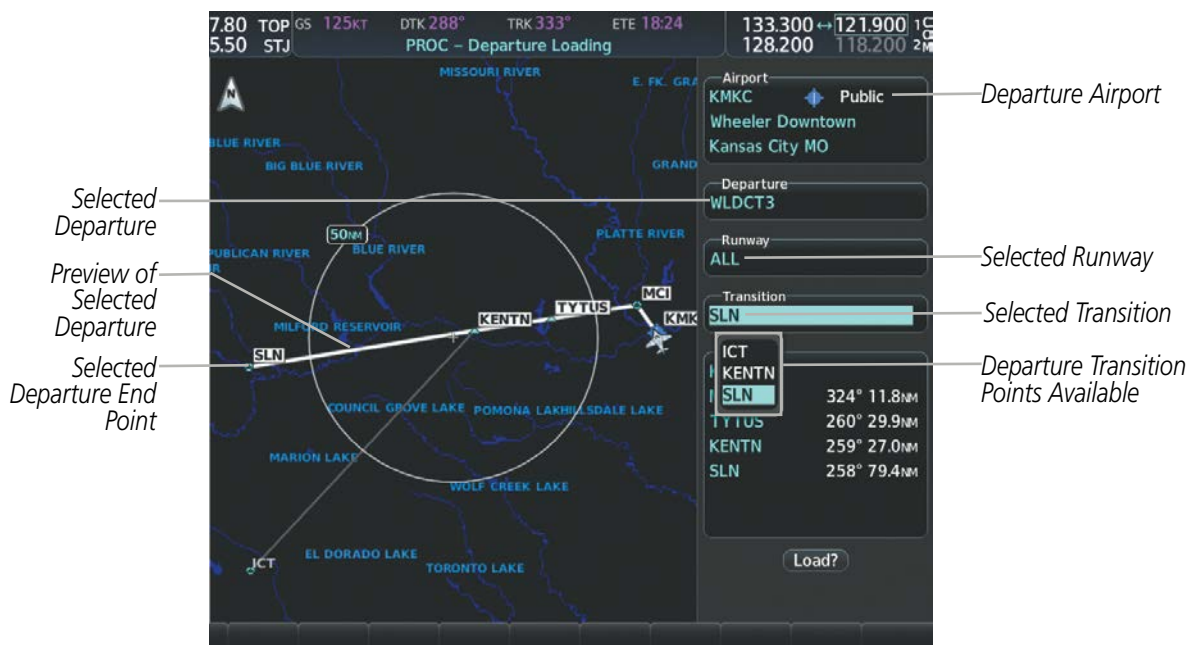 7.80 TOP GS 125KT DTK 288° TRK 333° ETE 18:24 133.300 ↔ 121.900 1
5.50 STJ PROC – Departure Loading 128.200 118.200 2
MISSOURI RIVER
E. FK. GRA
N
BLUE RIVER
BIG BLUE RIVER
GRAND
50NM
BLUE RIVER
PLATTE RIVER
PUBLICAN RIVER
MCI
TYTUS
KENTN
KMK
MILFORD RESERVOIR
SLN
COUNCIL GROVE LAKE
POMONA LAKE
HILLSDALE LAKE
MARION LAKE
WOLF CREEK LAKE
EL DORADO LAKE
ICT
TORONTO LAKE
Airport
KMKC Public
Wheeler Downtown
Kansas City MO
Departure
WLDCT3
Runway
ALL
Transition
SLN
ICT
KENTN
SLN
324° 11.8NM
TYTUS 260° 29.9NM
KENTN 259° 27.0NM
SLN 258° 79.4NM
Load?
Selected
Departure
Preview of
Selected
Departure
Selected
Departure End
Point
Departure Airport
Selected Runway
Selected Transition
Departure Transition
Points Available